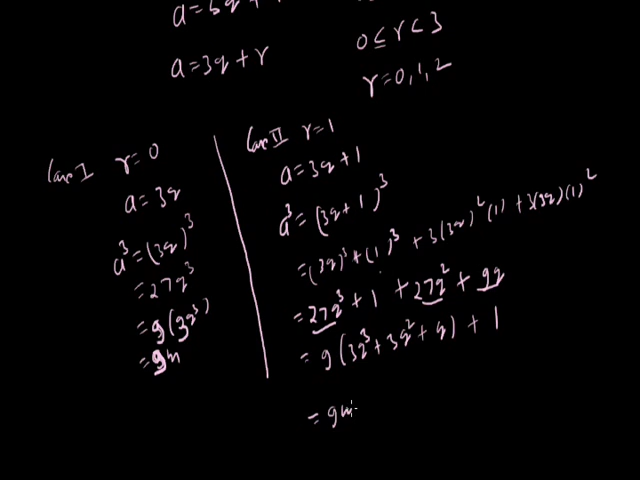 a = 3q + r
0 ≤ r < 3
r = 0, 1, 2
Case I r = 0
a = 3q
a³ = (3q)³
= 27q³
= 9(3q³)
= 9m
Case II r = 1
a = 3q + 1
a³ = (3q + 1)³
= (3q)³ + (1)³ + 3(3q)²(1) + 3(3q)(1)²
= 27q³ + 1 + 27q² + 9q
= 9(3q³ + 3q² + q) + 1
= 9m